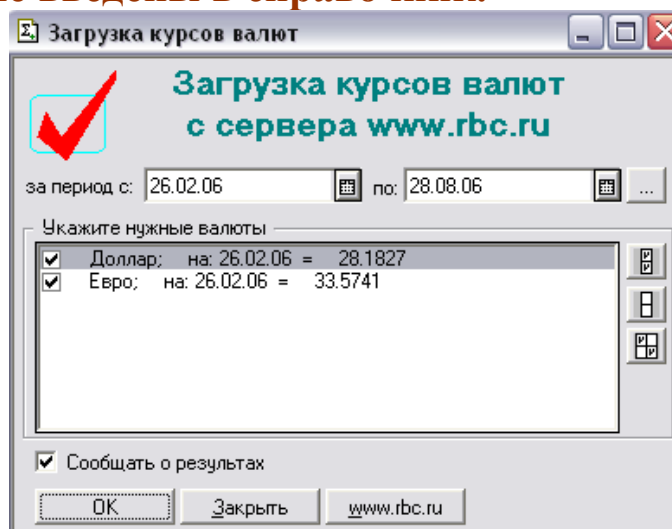 Загрузка курсов валют
Загрузка курсов валют
с сервера www.rbc.ru
за период с: 26.02.06 по: 28.08.06 ...
Укажите нужные валюты
Доллар; на: 26.02.06 = 28.1827
Евро; на: 26.02.06 = 33.5741
Сообщать о результатах
OK Закрыть www.rbc.ru